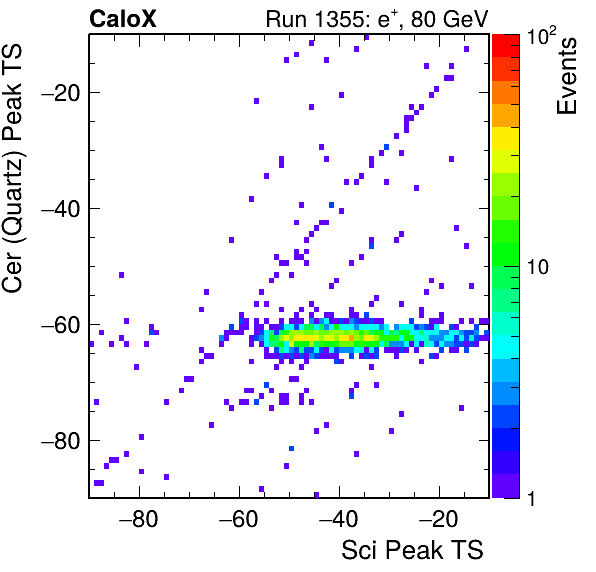 CaloX Run 1355: e⁺, 80 GeV
Cer (Quartz) Peak TS
−20
−40
−60
−80
−80 −60 −40 −20
Sci Peak TS
10²
10
1
Events